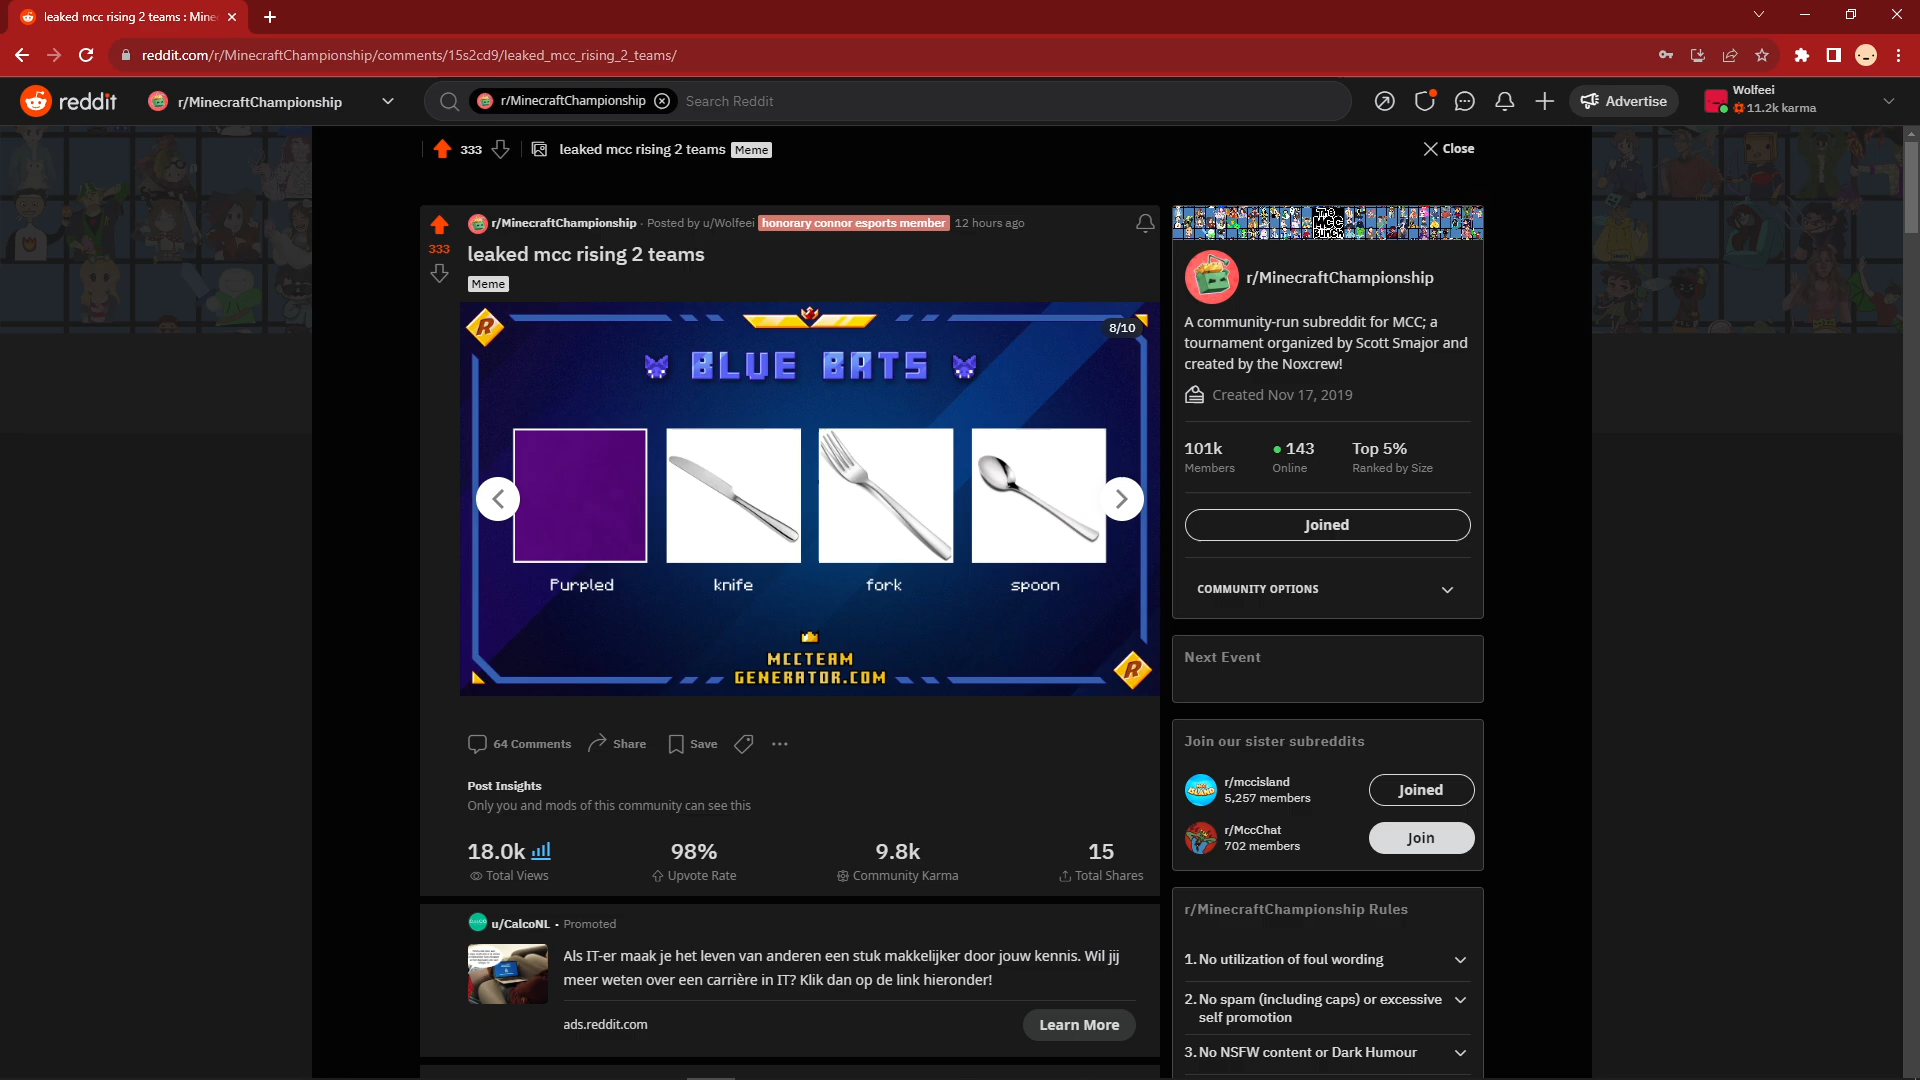 leaked mcc rising 2 teams : Mine
reddit.com/r/MinecraftChampionship/comments/15s2cd9/leaked_mcc_rising_2_teams/
reddit
r/MinecraftChampionship
r/MinecraftChampionship
Search Reddit
Advertise
Wolfeei
11.2k karma
333
leaked mcc rising 2 teams
Meme
Close
333
r/MinecraftChampionship · Posted by u/Wolfeei honorary connor esports member 12 hours ago
leaked mcc rising 2 teams
Meme
R
8/10
BLUE BATS
Purpled
knife
fork
spoon
MCCTEAM
GENERATOR.COM
R
64 Comments
Share
Save
Post Insights
Only you and mods of this community can see this
18.0k
98%
9.8k
15
Total Views
Upvote Rate
Community Karma
Total Shares
u/CalcoNL · Promoted
Als IT-er maak je het leven van anderen een stuk makkelijker door jouw kennis. Wil jij
meer weten over een carrière in IT? Klik dan op de link hieronder!
ads.reddit.com
Learn More
The
MCC
Bunch
r/MinecraftChampionship
A community-run subreddit for MCC; a
tournament organized by Scott Smajor and
created by the Noxcrew!
Created Nov 17, 2019
101k
143
Top 5%
Members
Online
Ranked by Size
Joined
COMMUNITY OPTIONS
Next Event
Join our sister subreddits
r/mccisland
5,257 members
Joined
r/MccChat
702 members
Join
r/MinecraftChampionship Rules
1. No utilization of foul wording
2. No spam (including caps) or excessive
self promotion
3. No NSFW content or Dark Humour